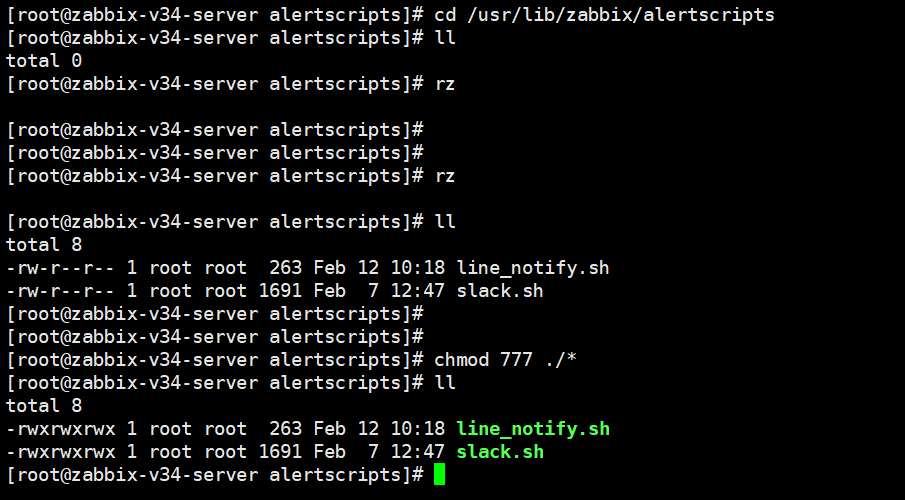 [root@zabbix-v34-server alertscripts]# cd /usr/lib/zabbix/alertscripts
[root@zabbix-v34-server alertscripts]# ll
total 0
[root@zabbix-v34-server alertscripts]# rz
[root@zabbix-v34-server alertscripts]#
[root@zabbix-v34-server alertscripts]#
[root@zabbix-v34-server alertscripts]# rz
[root@zabbix-v34-server alertscripts]# ll
total 8
-rw-r--r-- 1 root root  263 Feb 12 10:18 line_notify.sh
-rw-r--r-- 1 root root 1691 Feb  7 12:47 slack.sh
[root@zabbix-v34-server alertscripts]#
[root@zabbix-v34-server alertscripts]#
[root@zabbix-v34-server alertscripts]# chmod 777 ./*
[root@zabbix-v34-server alertscripts]# ll
total 8
-rwxrwxrwx 1 root root  263 Feb 12 10:18 line_notify.sh
-rwxrwxrwx 1 root root 1691 Feb  7 12:47 slack.sh
[root@zabbix-v34-server alertscripts]#